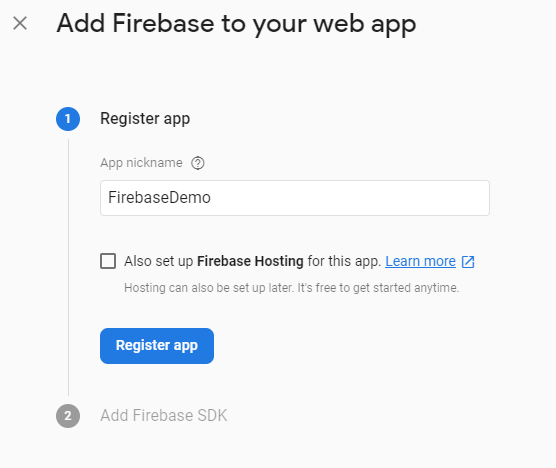 Add Firebase to your web app
1 Register app
App nickname ?
FirebaseDemo
Also set up Firebase Hosting for this app. Learn more
Hosting can also be set up later. It's free to get started anytime.
Register app
2 Add Firebase SDK